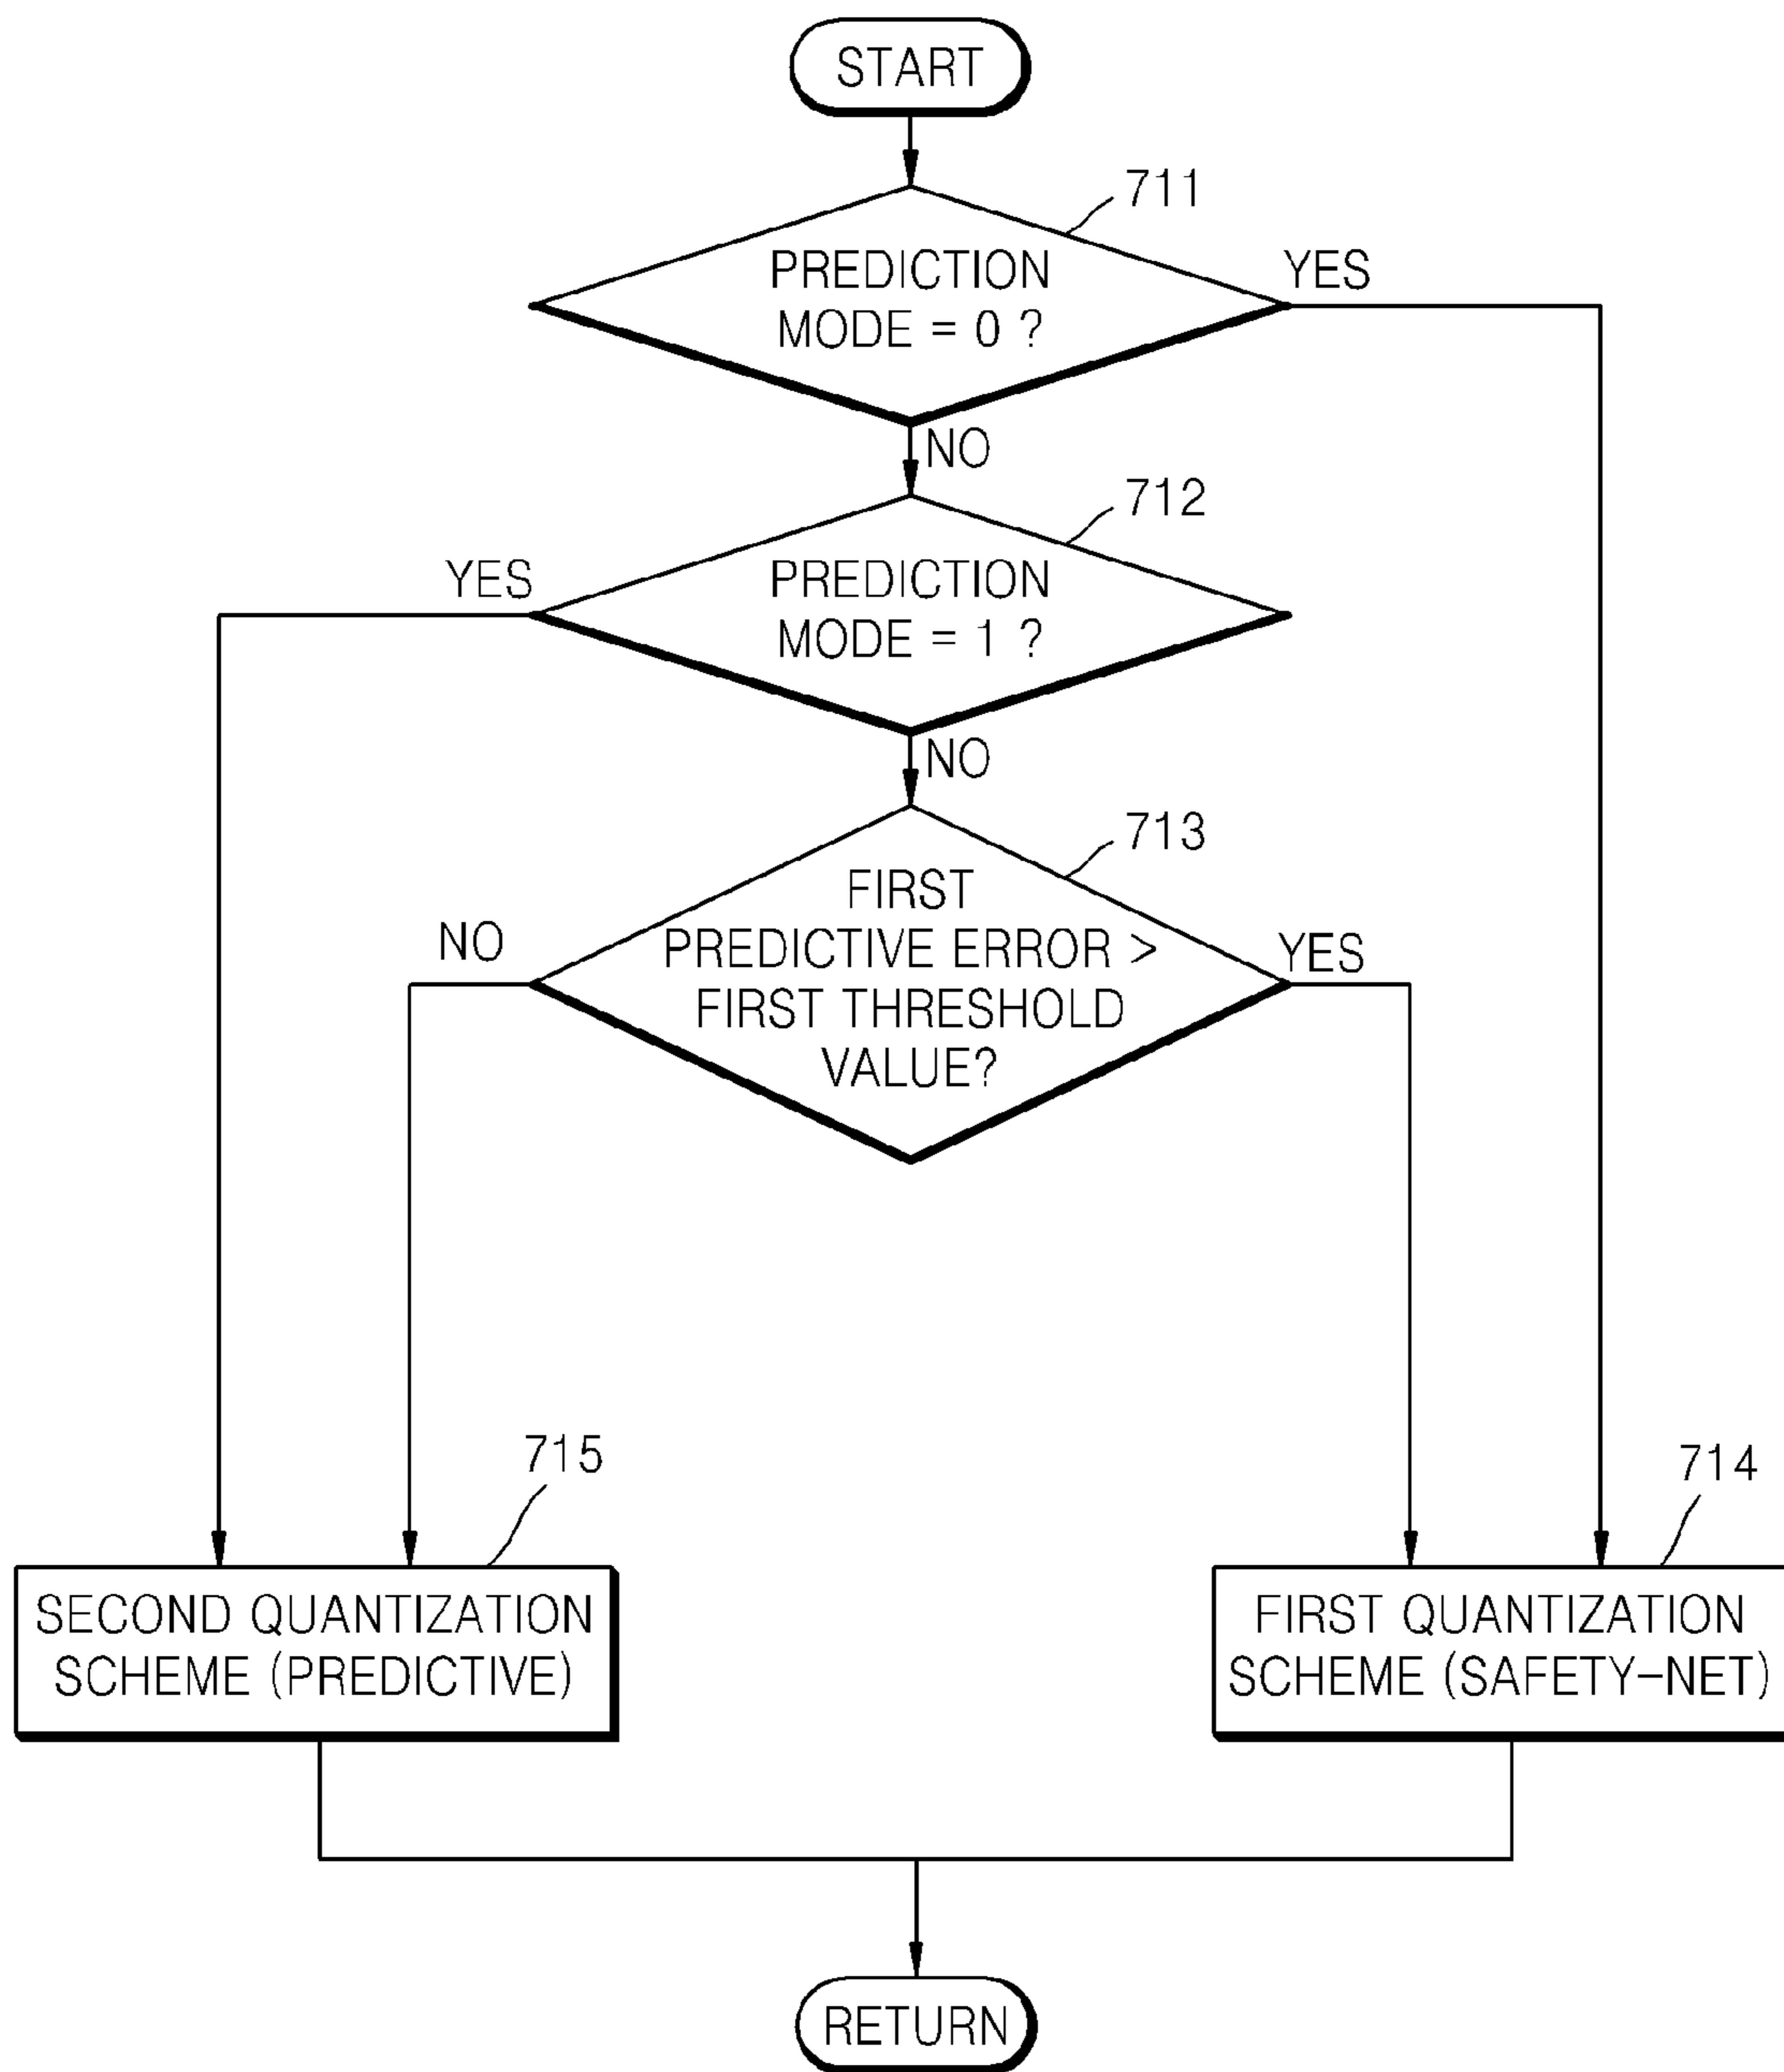 START
711
PREDICTION
MODE = 0 ?
YES
NO
712
PREDICTION
MODE = 1 ?
YES
NO
713
FIRST
PREDICTIVE ERROR >
FIRST THRESHOLD
VALUE?
NO
YES
715
SECOND QUANTIZATION
SCHEME (PREDICTIVE)
714
FIRST QUANTIZATION
SCHEME (SAFETY-NET)
RETURN